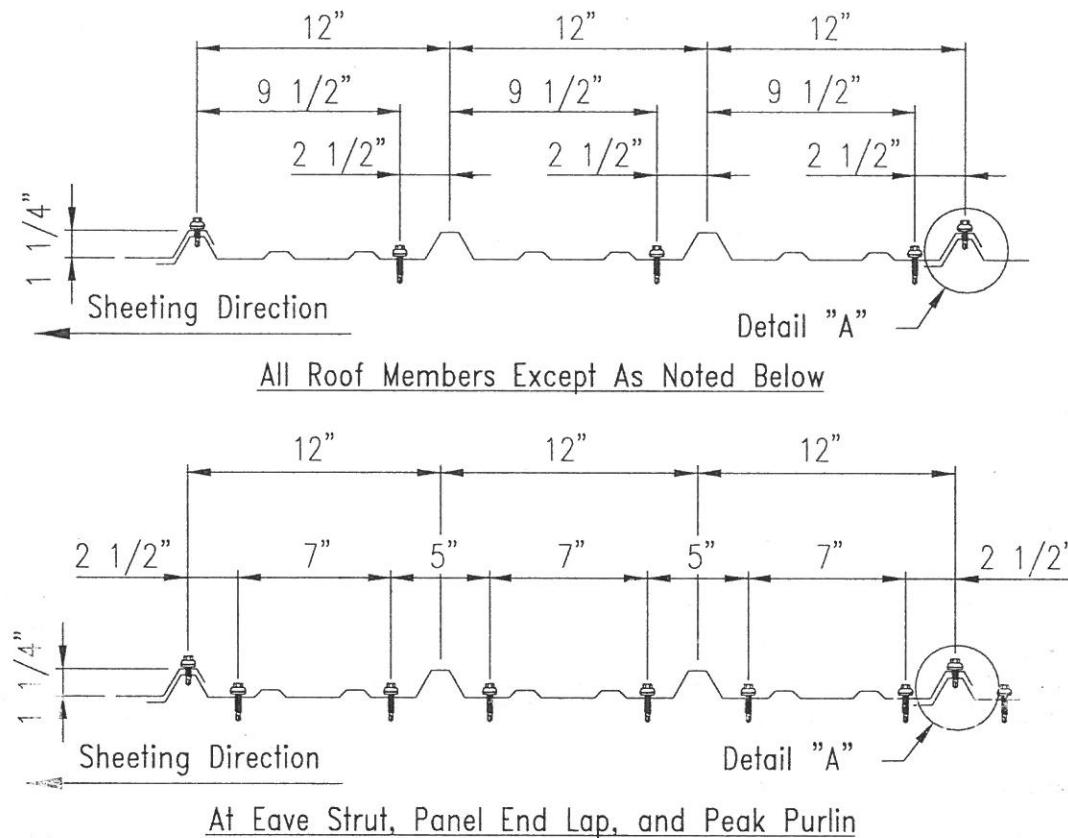 12" 12" 12"
9 1/2" 9 1/2" 9 1/2"
2 1/2" 2 1/2" 2 1/2"
1 1/4"
Sheeting Direction
Detail "A"
All Roof Members Except As Noted Below
12" 12" 12"
2 1/2" 7" 5" 7" 5" 7" 2 1/2"
1 1/4"
Sheeting Direction
Detail "A"
At Eave Strut, Panel End Lap, and Peak Purlin